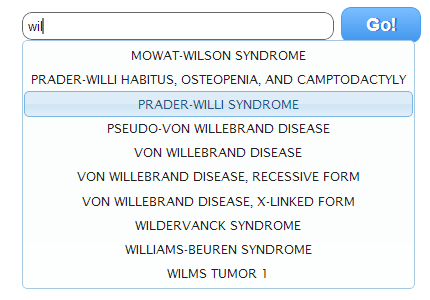 wil
Go!
MOWAT-WILSON SYNDROME
PRADER-WILLI HABITUS, OSTEOPENIA, AND CAMPTODACTYLY
PRADER-WILLI SYNDROME
PSEUDO-VON WILLEBRAND DISEASE
VON WILLEBRAND DISEASE
VON WILLEBRAND DISEASE, RECESSIVE FORM
VON WILLEBRAND DISEASE, X-LINKED FORM
WILDERVANCK SYNDROME
WILLIAMS-BEUREN SYNDROME
WILMS TUMOR 1